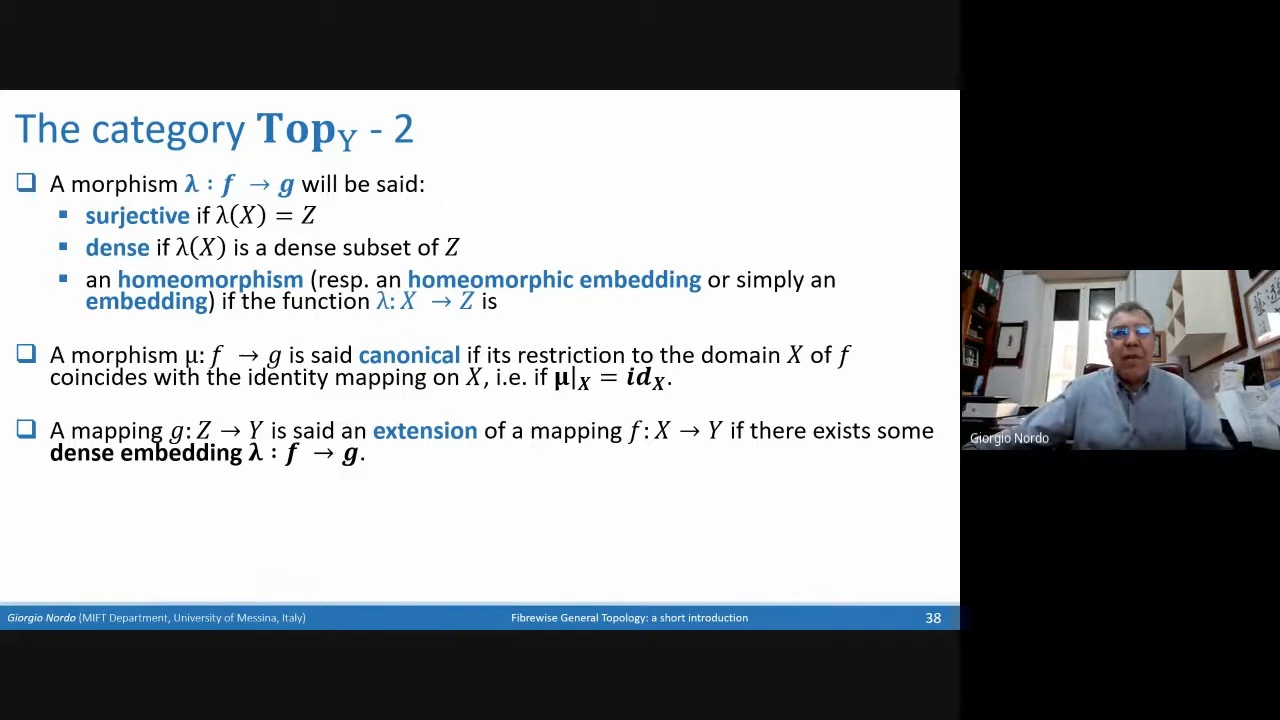 The category 𝐓𝐨𝐩Y - 2
❑ A morphism 𝛌 : 𝒇 → 𝒈 will be said:
▪ surjective if λ(𝑋) = 𝑍
▪ dense if λ(𝑋) is a dense subset of 𝑍
▪ an homeomorphism (resp. an homeomorphic embedding or simply an
embedding) if the function λ: 𝑋 → 𝑍 is
❑ A morphism μ: 𝑓 → 𝑔 is said canonical if its restriction to the domain 𝑋 of 𝑓
coincides with the identity mapping on 𝑋, i.e. if 𝛍|𝑿 = 𝒊𝒅𝑿.
❑ A mapping 𝑔: 𝑍 → 𝑌 is said an extension of a mapping 𝑓: 𝑋 → 𝑌 if there exists some
dense embedding 𝛌 : 𝒇 → 𝒈.
Giorgio Nordo
Giorgio Nordo (MIFT Department, University of Messina, Italy) Fibrewise General Topology: a short introduction 38